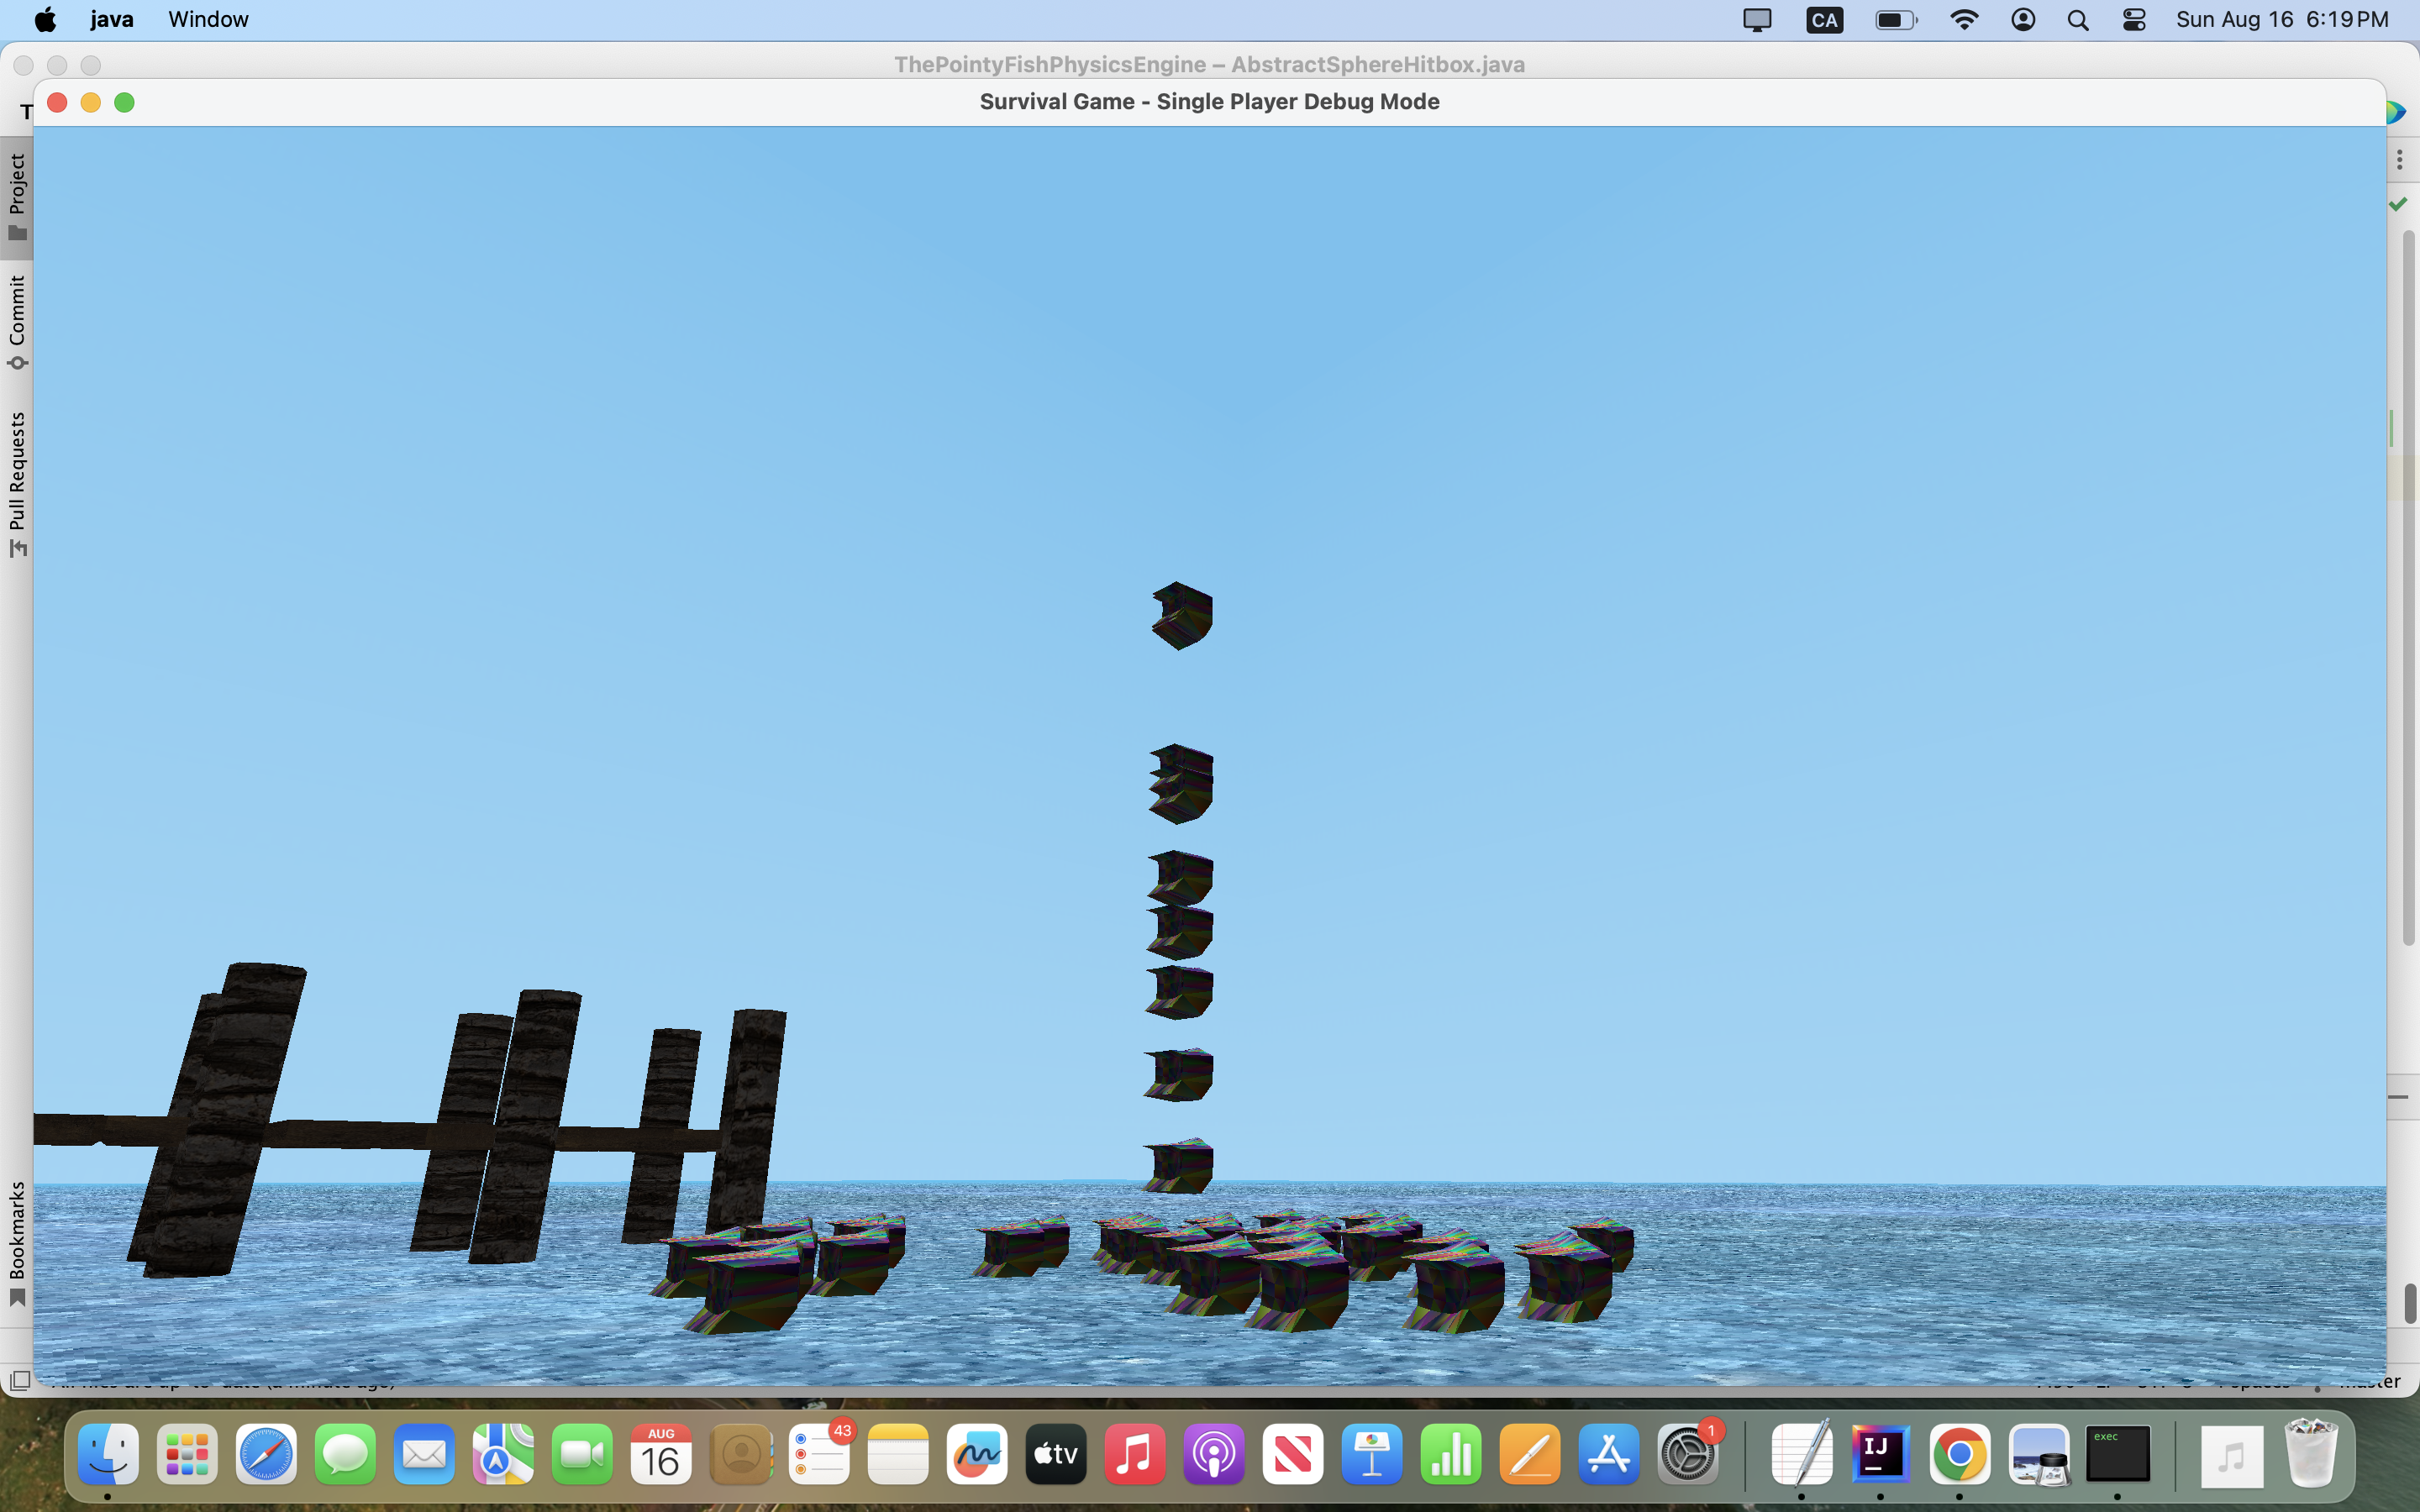 java Window CA Sun Aug 16 6:19 PM
ThePointyFishPhysicsEngine – AbstractSphereHitbox.java
Survival Game - Single Player Debug Mode
T
Project
Commit
Pull Requests
Bookmarks
master
AUG
16
43
tv
1
IJ
exec